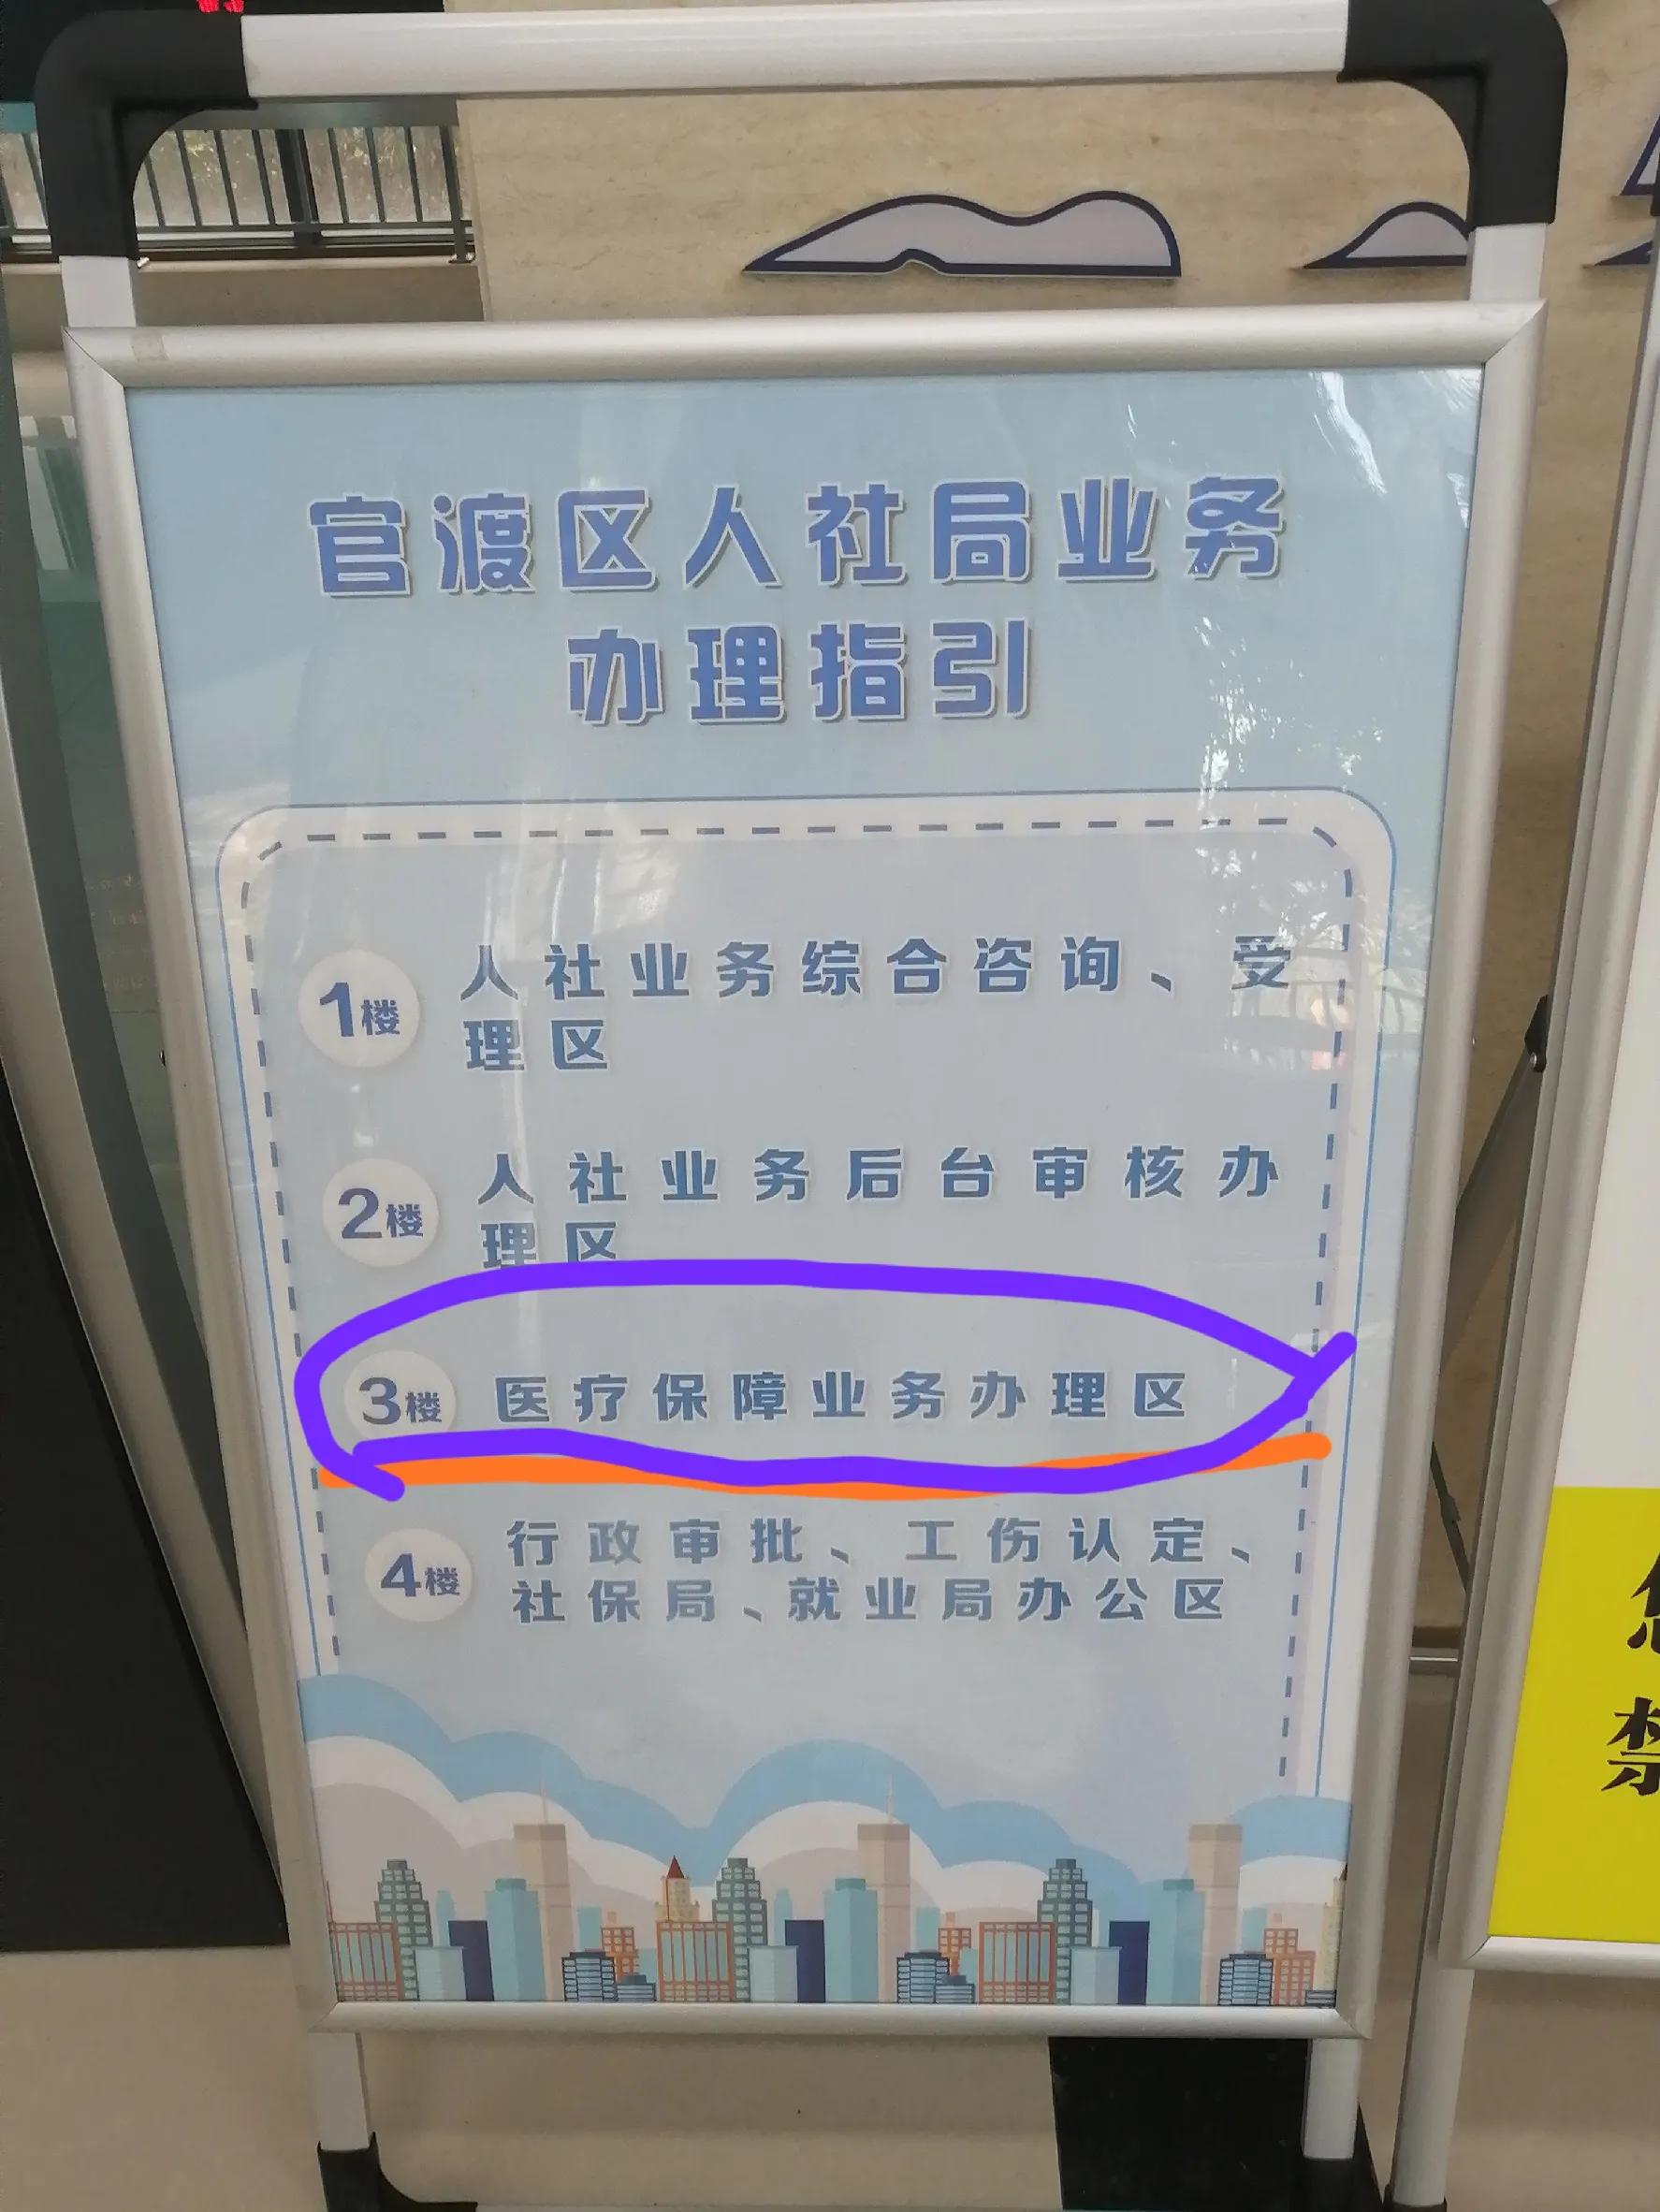 官渡区人社局业务
办理指引
1楼 人社业务综合咨询、受
理区
2楼 人社业务后台审核办
理区
3楼 医疗保障业务办理区
4楼 行政审批、工伤认定、
社保局、就业局办公区
禁